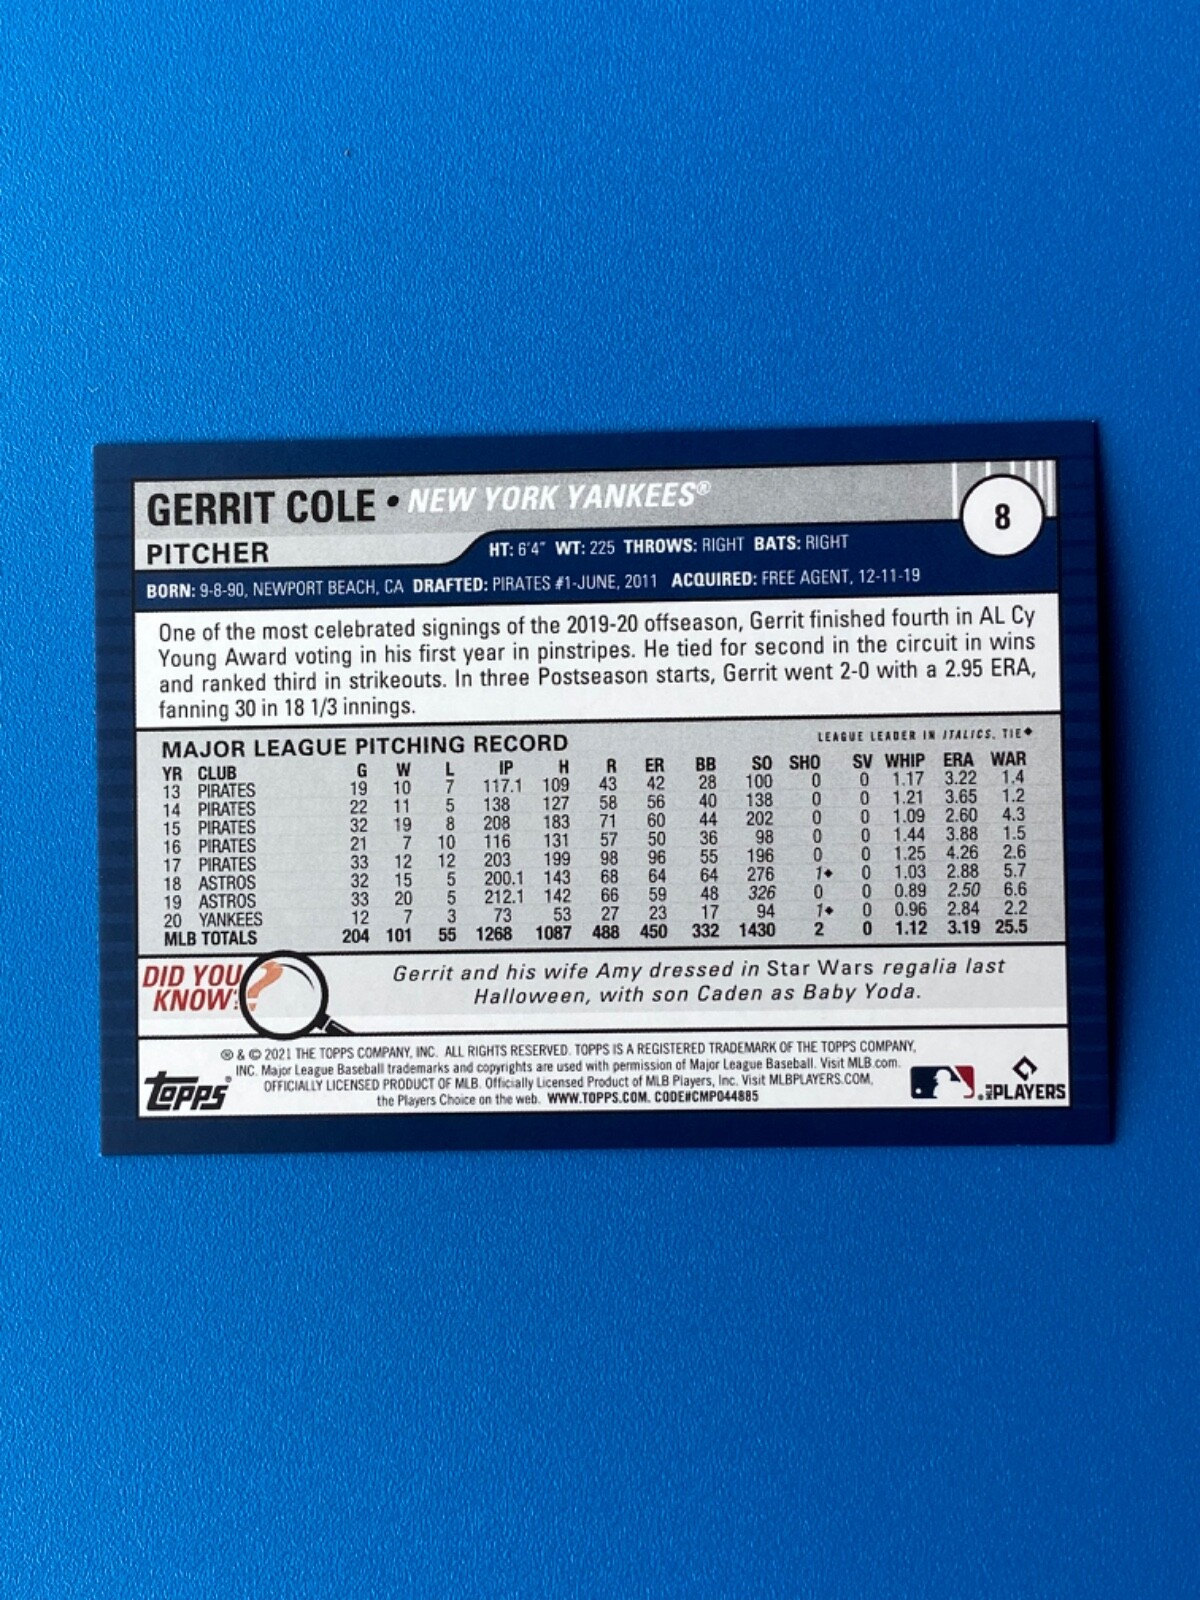 GERRIT COLE • NEW YORK YANKEES®
8
PITCHER
HT: 6'4" WT: 225 THROWS: RIGHT BATS: RIGHT
BORN: 9-8-90, NEWPORT BEACH, CA DRAFTED: PIRATES #1-JUNE, 2011 ACQUIRED: FREE AGENT, 12-11-19
One of the most celebrated signings of the 2019-20 offseason, Gerrit finished fourth in AL Cy
Young Award voting in his first year in pinstripes. He tied for second in the circuit in wins
and ranked third in strikeouts. In three Postseason starts, Gerrit went 2-0 with a 2.95 ERA,
fanning 30 in 18 1/3 innings.
MAJOR LEAGUE PITCHING RECORD
LEAGUE LEADER IN ITALICS, TIE♦
YR CLUB G W L IP H R ER BB SO SHO SV WHIP ERA WAR
13 PIRATES 19 10 7 117.1 109 43 42 28 100 0 0 1.17 3.22 1.4
14 PIRATES 22 11 5 138 127 58 56 40 138 0 0 1.21 3.65 1.2
15 PIRATES 32 19 8 208 183 71 60 44 202 0 0 1.09 2.60 4.3
16 PIRATES 21 7 10 116 131 57 50 36 98 0 0 1.44 3.88 1.5
17 PIRATES 33 12 12 203 199 98 96 55 196 0 0 1.25 4.26 2.6
18 ASTROS 32 15 5 200.1 143 68 64 64 276 1♦ 0 1.03 2.88 5.7
19 ASTROS 33 20 5 212.1 142 66 59 48 326 0 0 0.89 2.50 6.6
20 YANKEES 12 7 3 73 53 27 23 17 94 1♦ 0 0.96 2.84 2.2
MLB TOTALS 204 101 55 1268 1087 488 450 332 1430 2 0 1.12 3.19 25.5
DID YOU
KNOW?
Gerrit and his wife Amy dressed in Star Wars regalia last
Halloween, with son Caden as Baby Yoda.
® & © 2021 THE TOPPS COMPANY, INC. ALL RIGHTS RESERVED. TOPPS IS A REGISTERED TRADEMARK OF THE TOPPS COMPANY,
INC. Major League Baseball trademarks and copyrights are used with permission of Major League Baseball. Visit MLB.com.
OFFICIALLY LICENSED PRODUCT OF MLB. Officially Licensed Product of MLB Players, Inc. Visit MLBPLAYERS.COM,
the Players Choice on the web. WWW.TOPPS.COM. CODE#CMP044885
TOPPS®
MLB PLAYERS